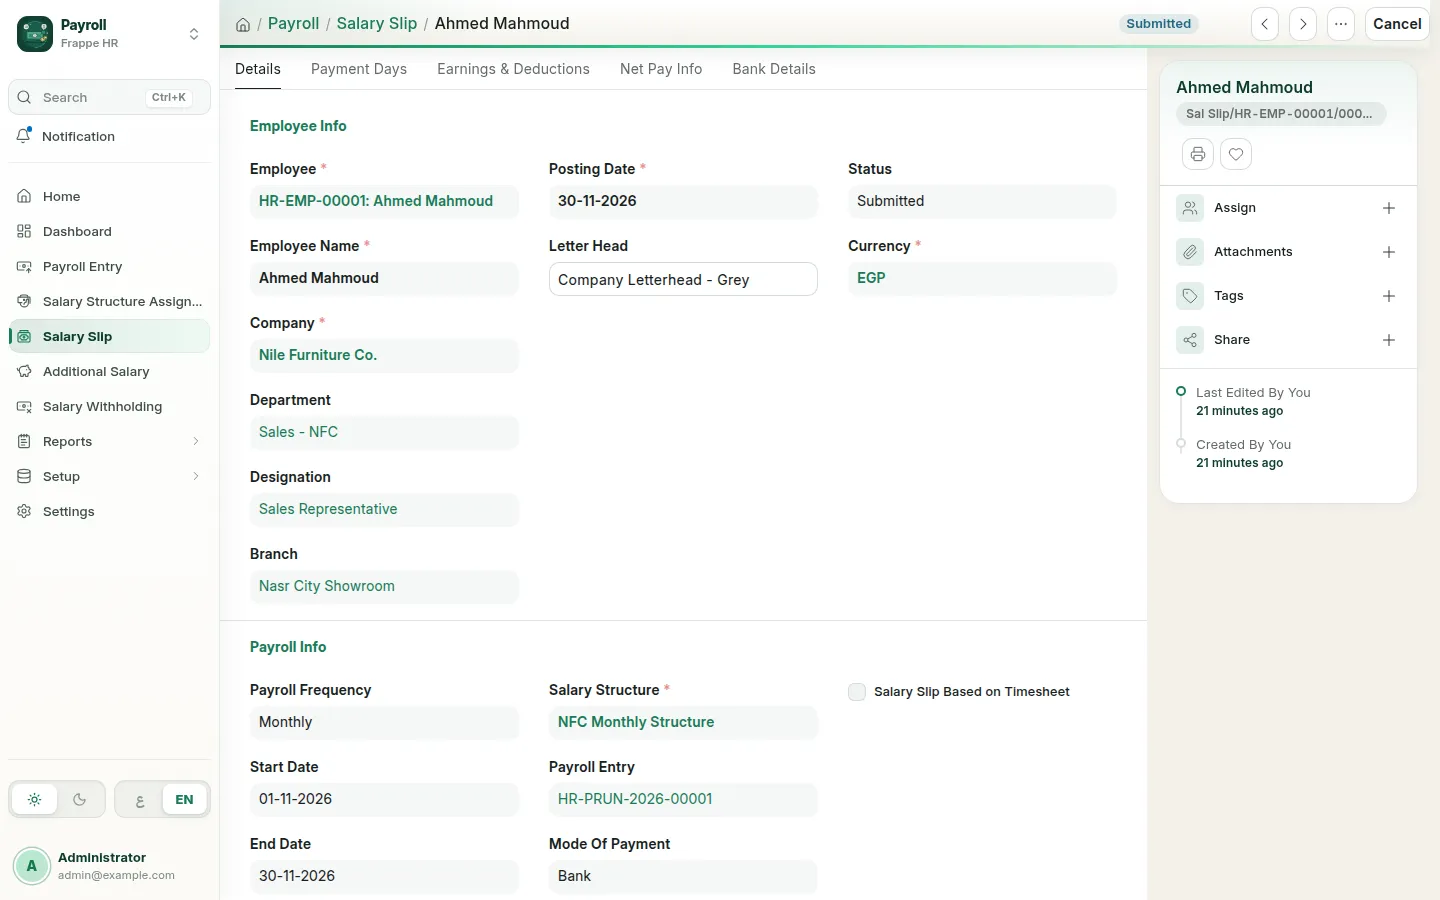 Payroll
Frappe HR
Search
Ctrl+K
Notification
Home
Dashboard
Payroll Entry
Salary Structure Assign...
Salary Slip
Additional Salary
Salary Withholding
Reports
Setup
Settings
ع
EN
A
Administrator
admin@example.com
/ Payroll / Salary Slip / Ahmed Mahmoud
Submitted
Cancel
Details
Payment Days
Earnings & Deductions
Net Pay Info
Bank Details
Employee Info
Employee *
HR-EMP-00001: Ahmed Mahmoud
Posting Date *
30-11-2026
Status
Submitted
Employee Name *
Ahmed Mahmoud
Letter Head
Company Letterhead - Grey
Currency *
EGP
Company *
Nile Furniture Co.
Department
Sales - NFC
Designation
Sales Representative
Branch
Nasr City Showroom
Payroll Info
Payroll Frequency
Monthly
Salary Structure *
NFC Monthly Structure
Salary Slip Based on Timesheet
Start Date
01-11-2026
Payroll Entry
HR-PRUN-2026-00001
End Date
30-11-2026
Mode Of Payment
Bank
Ahmed Mahmoud
Sal Slip/HR-EMP-00001/000...
Assign
Attachments
Tags
Share
Last Edited By You
21 minutes ago
Created By You
21 minutes ago